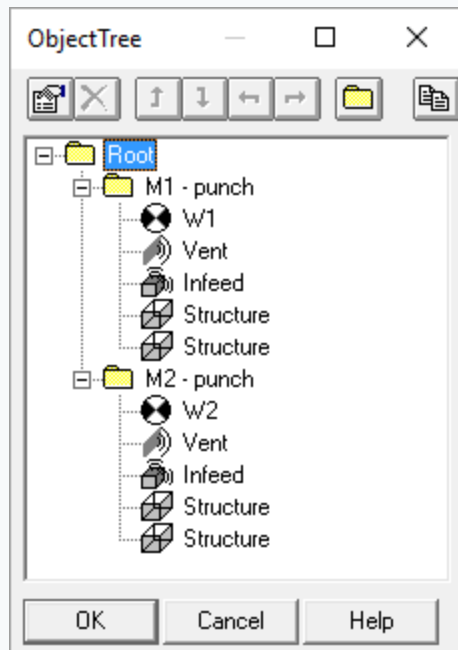 ObjectTree
Root
M1 - punch
W1
Vent
Infeed
Structure
Structure
M2 - punch
W2
Vent
Infeed
Structure
Structure
OK Cancel Help